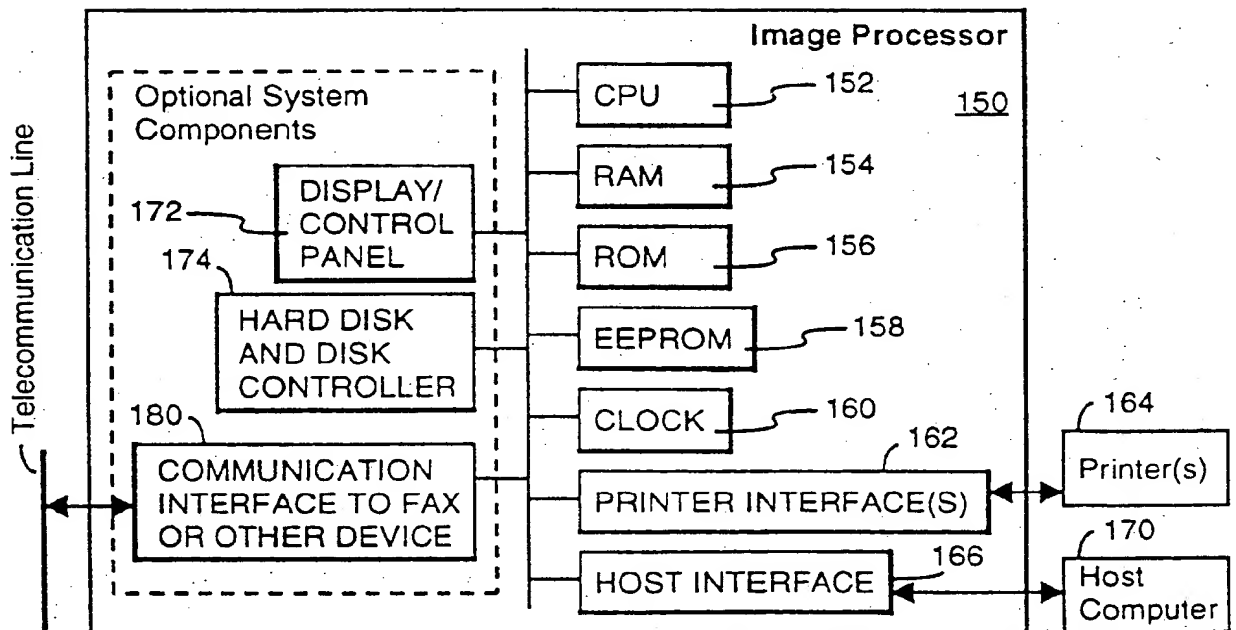 Image Processor
150
Optional System
Components
CPU
152
RAM
154
172
DISPLAY/
CONTROL
PANEL
ROM
156
174
HARD DISK
AND DISK
CONTROLLER
EEPROM
158
CLOCK
160
Telecommunication Line
180
COMMUNICATION
INTERFACE TO FAX
OR OTHER DEVICE
162
PRINTER INTERFACE(S)
164
Printer(s)
HOST INTERFACE
166
170
Host
Computer